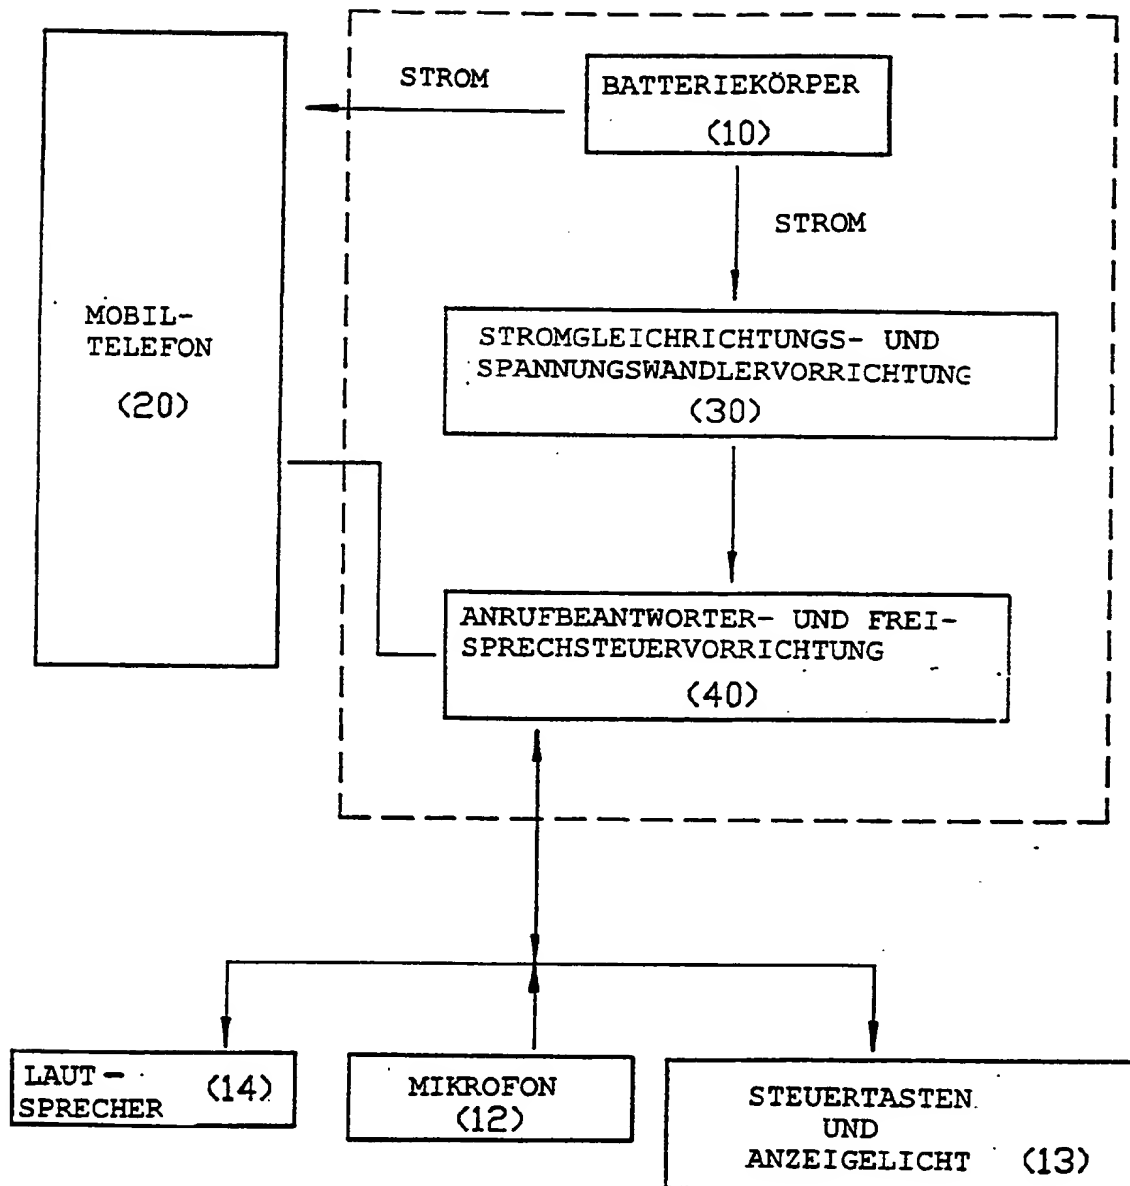 STROM
BATTERIEKÖRPER
(10)
STROM
MOBIL-
TELEFON
(20)
STROMGLEICHRICHTUNGS- UND
SPANNUNGSWANDLERVORRICHTUNG
(30)
ANRUFBEANTWORTER- UND FREI-
SPRECHSTEUERVORRICHTUNG
(40)
LAUT-
SPRECHER (14)
MIKROFON
(12)
STEUERTASTEN
UND
ANZEIGELICHT (13)